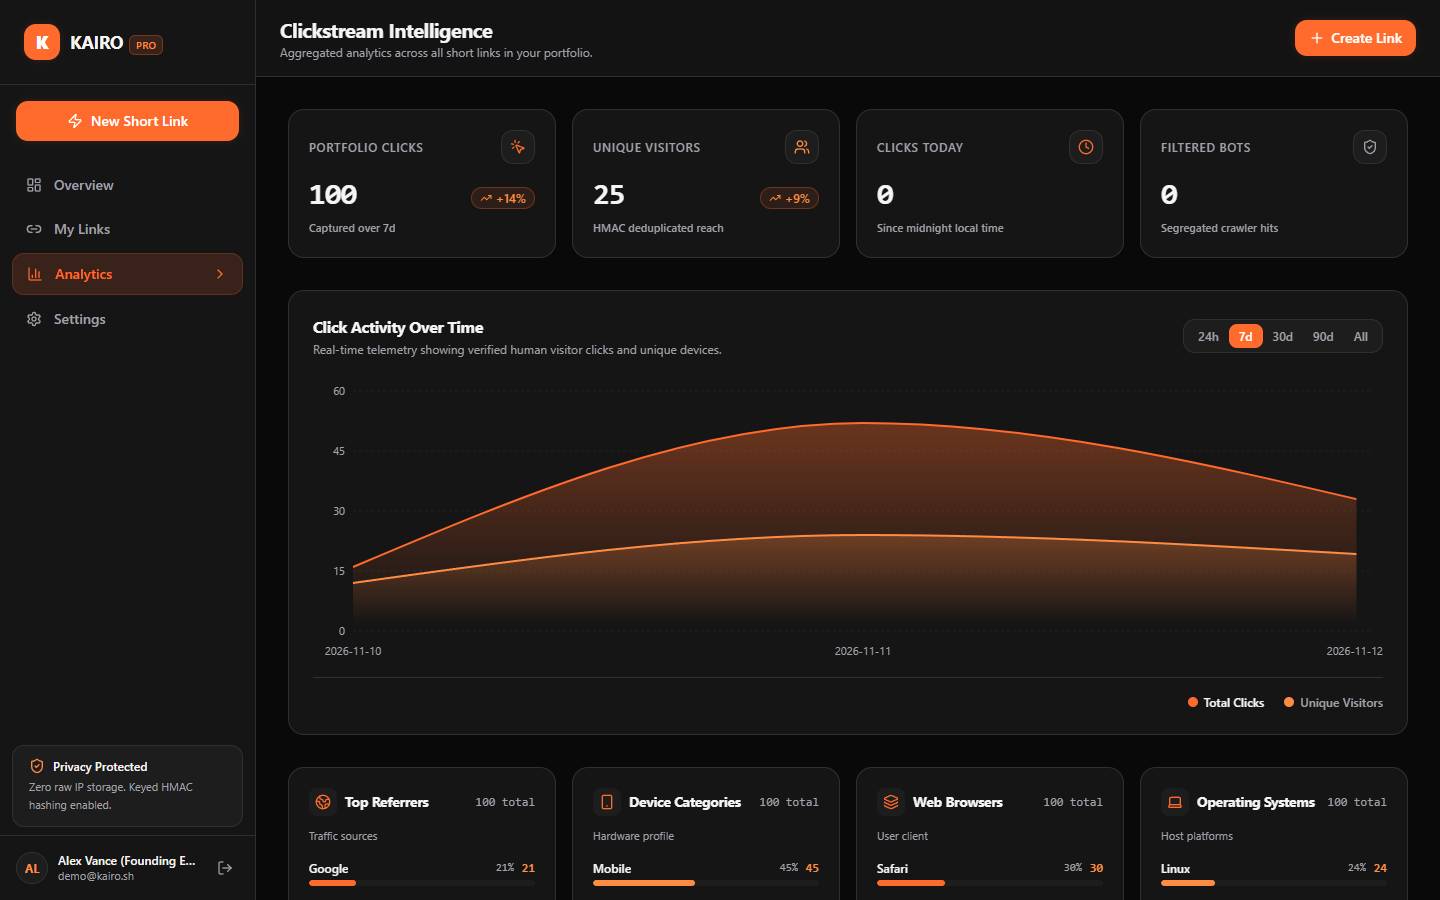 K KAIRO PRO
New Short Link
Overview
My Links
Analytics
Settings
Privacy Protected
Zero raw IP storage. Keyed HMAC
hashing enabled.
AL
Alex Vance (Founding E...
demo@kairo.sh
Clickstream Intelligence
Aggregated analytics across all short links in your portfolio.
Create Link
PORTFOLIO CLICKS
100
+14%
Captured over 7d
UNIQUE VISITORS
25
+9%
HMAC deduplicated reach
CLICKS TODAY
0
Since midnight local time
FILTERED BOTS
0
Segregated crawler hits
Click Activity Over Time
Real-time telemetry showing verified human visitor clicks and unique devices.
24h 7d 30d 90d All
60
45
30
15
0
2026-11-10 2026-11-11 2026-11-12
Total Clicks Unique Visitors
Top Referrers 100 total
Traffic sources
Google 21% 21
Device Categories 100 total
Hardware profile
Mobile 45% 45
Web Browsers 100 total
User client
Safari 30% 30
Operating Systems 100 total
Host platforms
Linux 24% 24